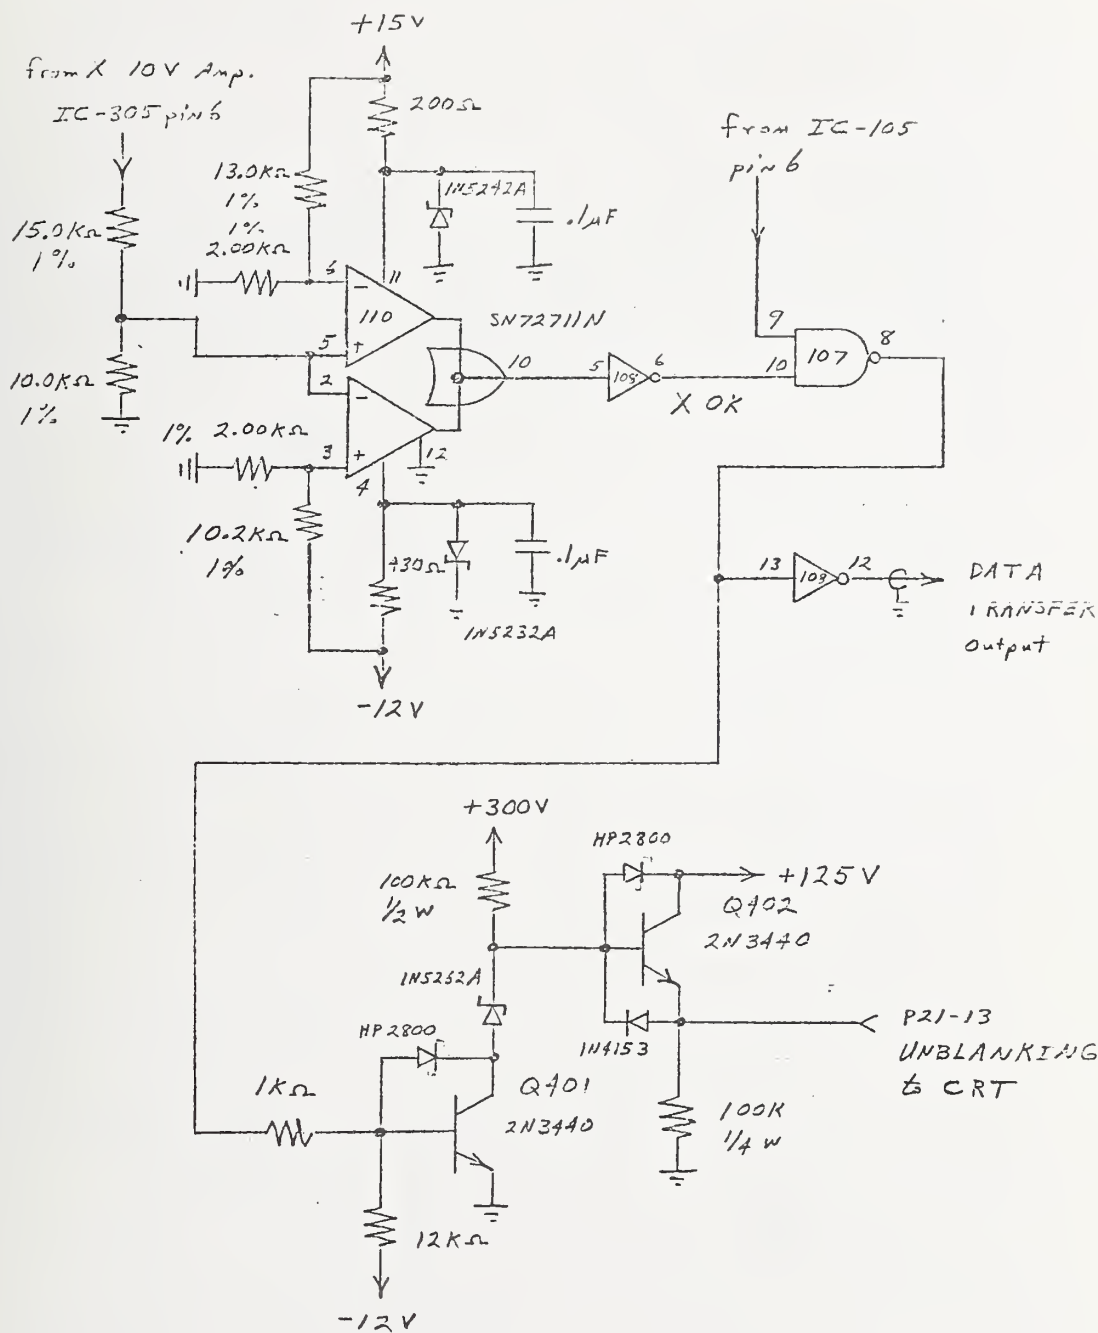 +15V
from X 10V Amp.
IC-305 pin 6
200Ω
from IC-105
pin 6
13.0KΩ
1%
1N5242A
.1μF
15.0KΩ
1%
1%
2.00KΩ
6
−
11
110
SN72711N
9
8
107
5
+
10
5
6
10
2
−
X OK
10.0KΩ
1%
1% 2.00KΩ
3
+
12
4
10.2KΩ
1%
430Ω
.1μF
1N5232A
13
12
DATA
TRANSFER
Output
-12V
+300V
HP2800
100KΩ
1/2 W
+125V
Q402
2N3440
1N5252A
HP2800
1N4153
P21-13
UNBLANKING
to CRT
1KΩ
Q401
2N3440
100K
1/4 W
12KΩ
-12V